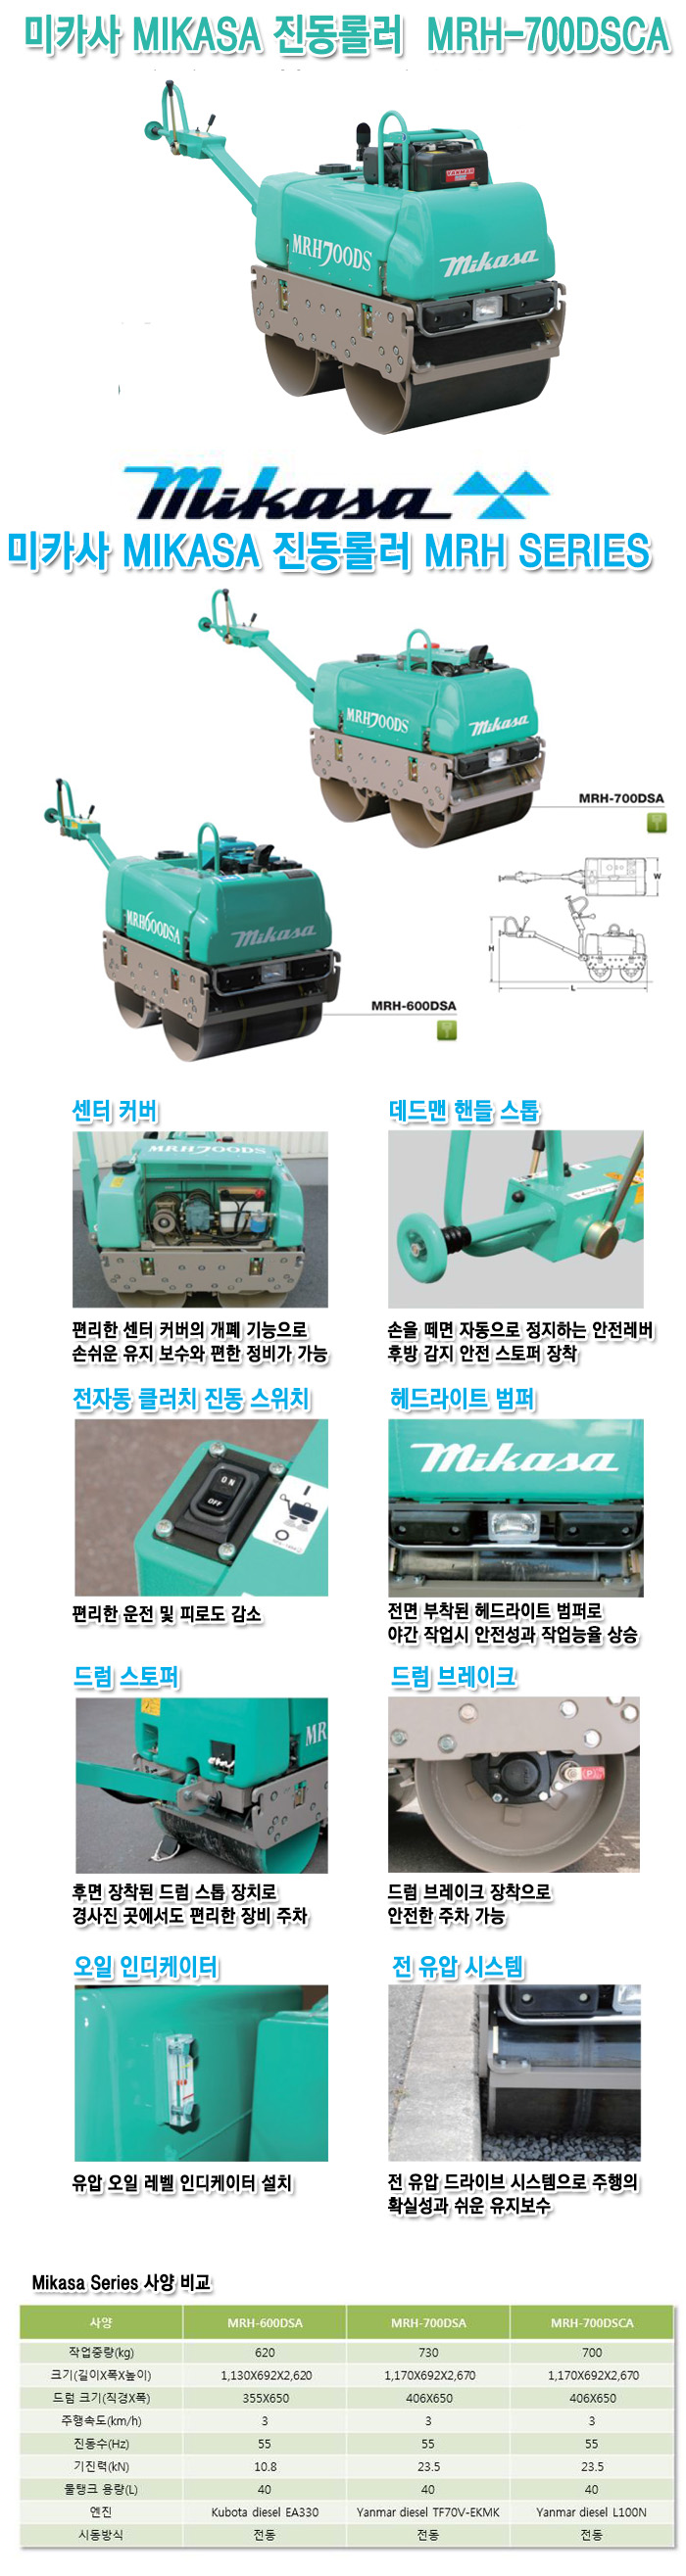 미카사 MIKASA 진동롤러 MRH-700DSCA
YANMAR
MRH700DS
Mikasa
Mikasa
미카사 MIKASA 진동롤러 MRH SERIES
MRH700DS
Mikasa
MRH-700DSA
MRH600DSA
Mikasa
MRH-600DSA
W
H
L
센터 커버
데드맨 핸들 스톱
MRH700DS
편리한 센터 커버의 개폐 기능으로
손쉬운 유지 보수와 편한 정비가 가능
손을 떼면 자동으로 정지하는 안전레버
후방 감지 안전 스토퍼 장착
전자동 클러치 진동 스위치
헤드라이트 범퍼
ON
OFF
Mikasa
편리한 운전 및 피로도 감소
전면 부착된 헤드라이트 범퍼로
야간 작업시 안전성과 작업능율 상승
드럼 스토퍼
드럼 브레이크
MR
P
후면 장착된 드럼 스톱 장치로
경사진 곳에서도 편리한 장비 주차
드럼 브레이크 장착으로
안전한 주차 가능
오일 인디케이터
전 유압 시스템
유압 오일 레벨 인디케이터 설치
전 유압 드라이브 시스템으로 주행의
확실성과 쉬운 유지보수
Mikasa Series 사양 비교
사양 MRH-600DSA MRH-700DSA MRH-700DSCA
작업중량(kg) 620 730 700
크기(길이X폭X높이) 1,130X692X2,620 1,170X692X2,670 1,170X692X2,670
드럼 크기(직경X폭) 355X650 406X650 406X650
주행속도(km/h) 3 3 3
진동수(Hz) 55 55 55
기진력(kN) 10.8 23.5 23.5
물탱크 용량(L) 40 40 40
엔진 Kubota diesel EA330 Yanmar diesel TF70V-EKMK Yanmar diesel L100N
시동방식 전동 전동 전동